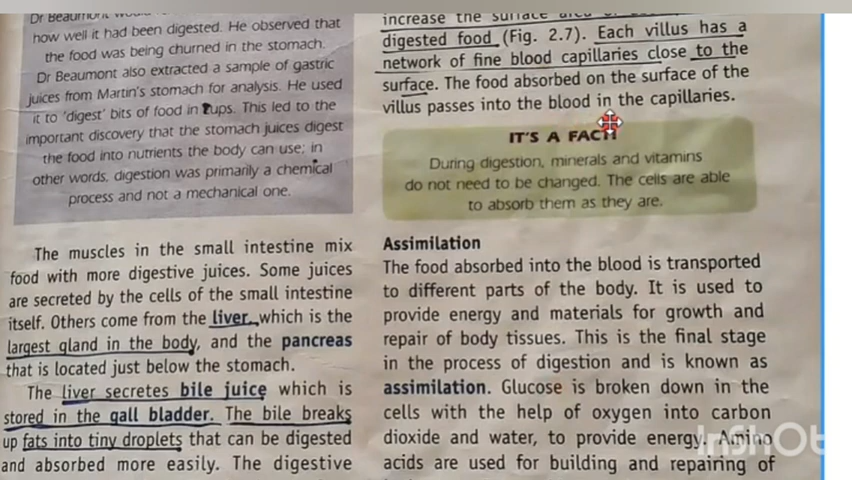 Dr Beaumont
how well it had been digested. He observed that
the food was being churned in the stomach.
Dr Beaumont also extracted a sample of gastric
juices from Martin's stomach for analysis. He used
it to 'digest' bits of food in cups. This led to the
important discovery that the stomach juices digest
the food into nutrients the body can use; in
other words, digestion was primarily a chemical
process and not a mechanical one.
The muscles in the small intestine mix
food with more digestive juices. Some juices
are secreted by the cells of the small intestine
itself. Others come from the liver, which is the
largest gland in the body, and the pancreas
that is located just below the stomach.
The liver secretes bile juice which is
stored in the gall bladder. The bile breaks
up fats into tiny droplets that can be digested
and absorbed more easily. The digestive
increase the surface area
digested food (Fig. 2.7). Each villus has a
network of fine blood capillaries close to the
surface. The food absorbed on the surface of the
villus passes into the blood in the capillaries.
IT'S A FACT!
During digestion, minerals and vitamins
do not need to be changed. The cells are able
to absorb them as they are.
Assimilation
The food absorbed into the blood is transported
to different parts of the body. It is used to
provide energy and materials for growth and
repair of body tissues. This is the final stage
in the process of digestion and is known as
assimilation. Glucose is broken down in the
cells with the help of oxygen into carbon
dioxide and water, to provide energy. Amino
acids are used for building and repairing of
InShOt